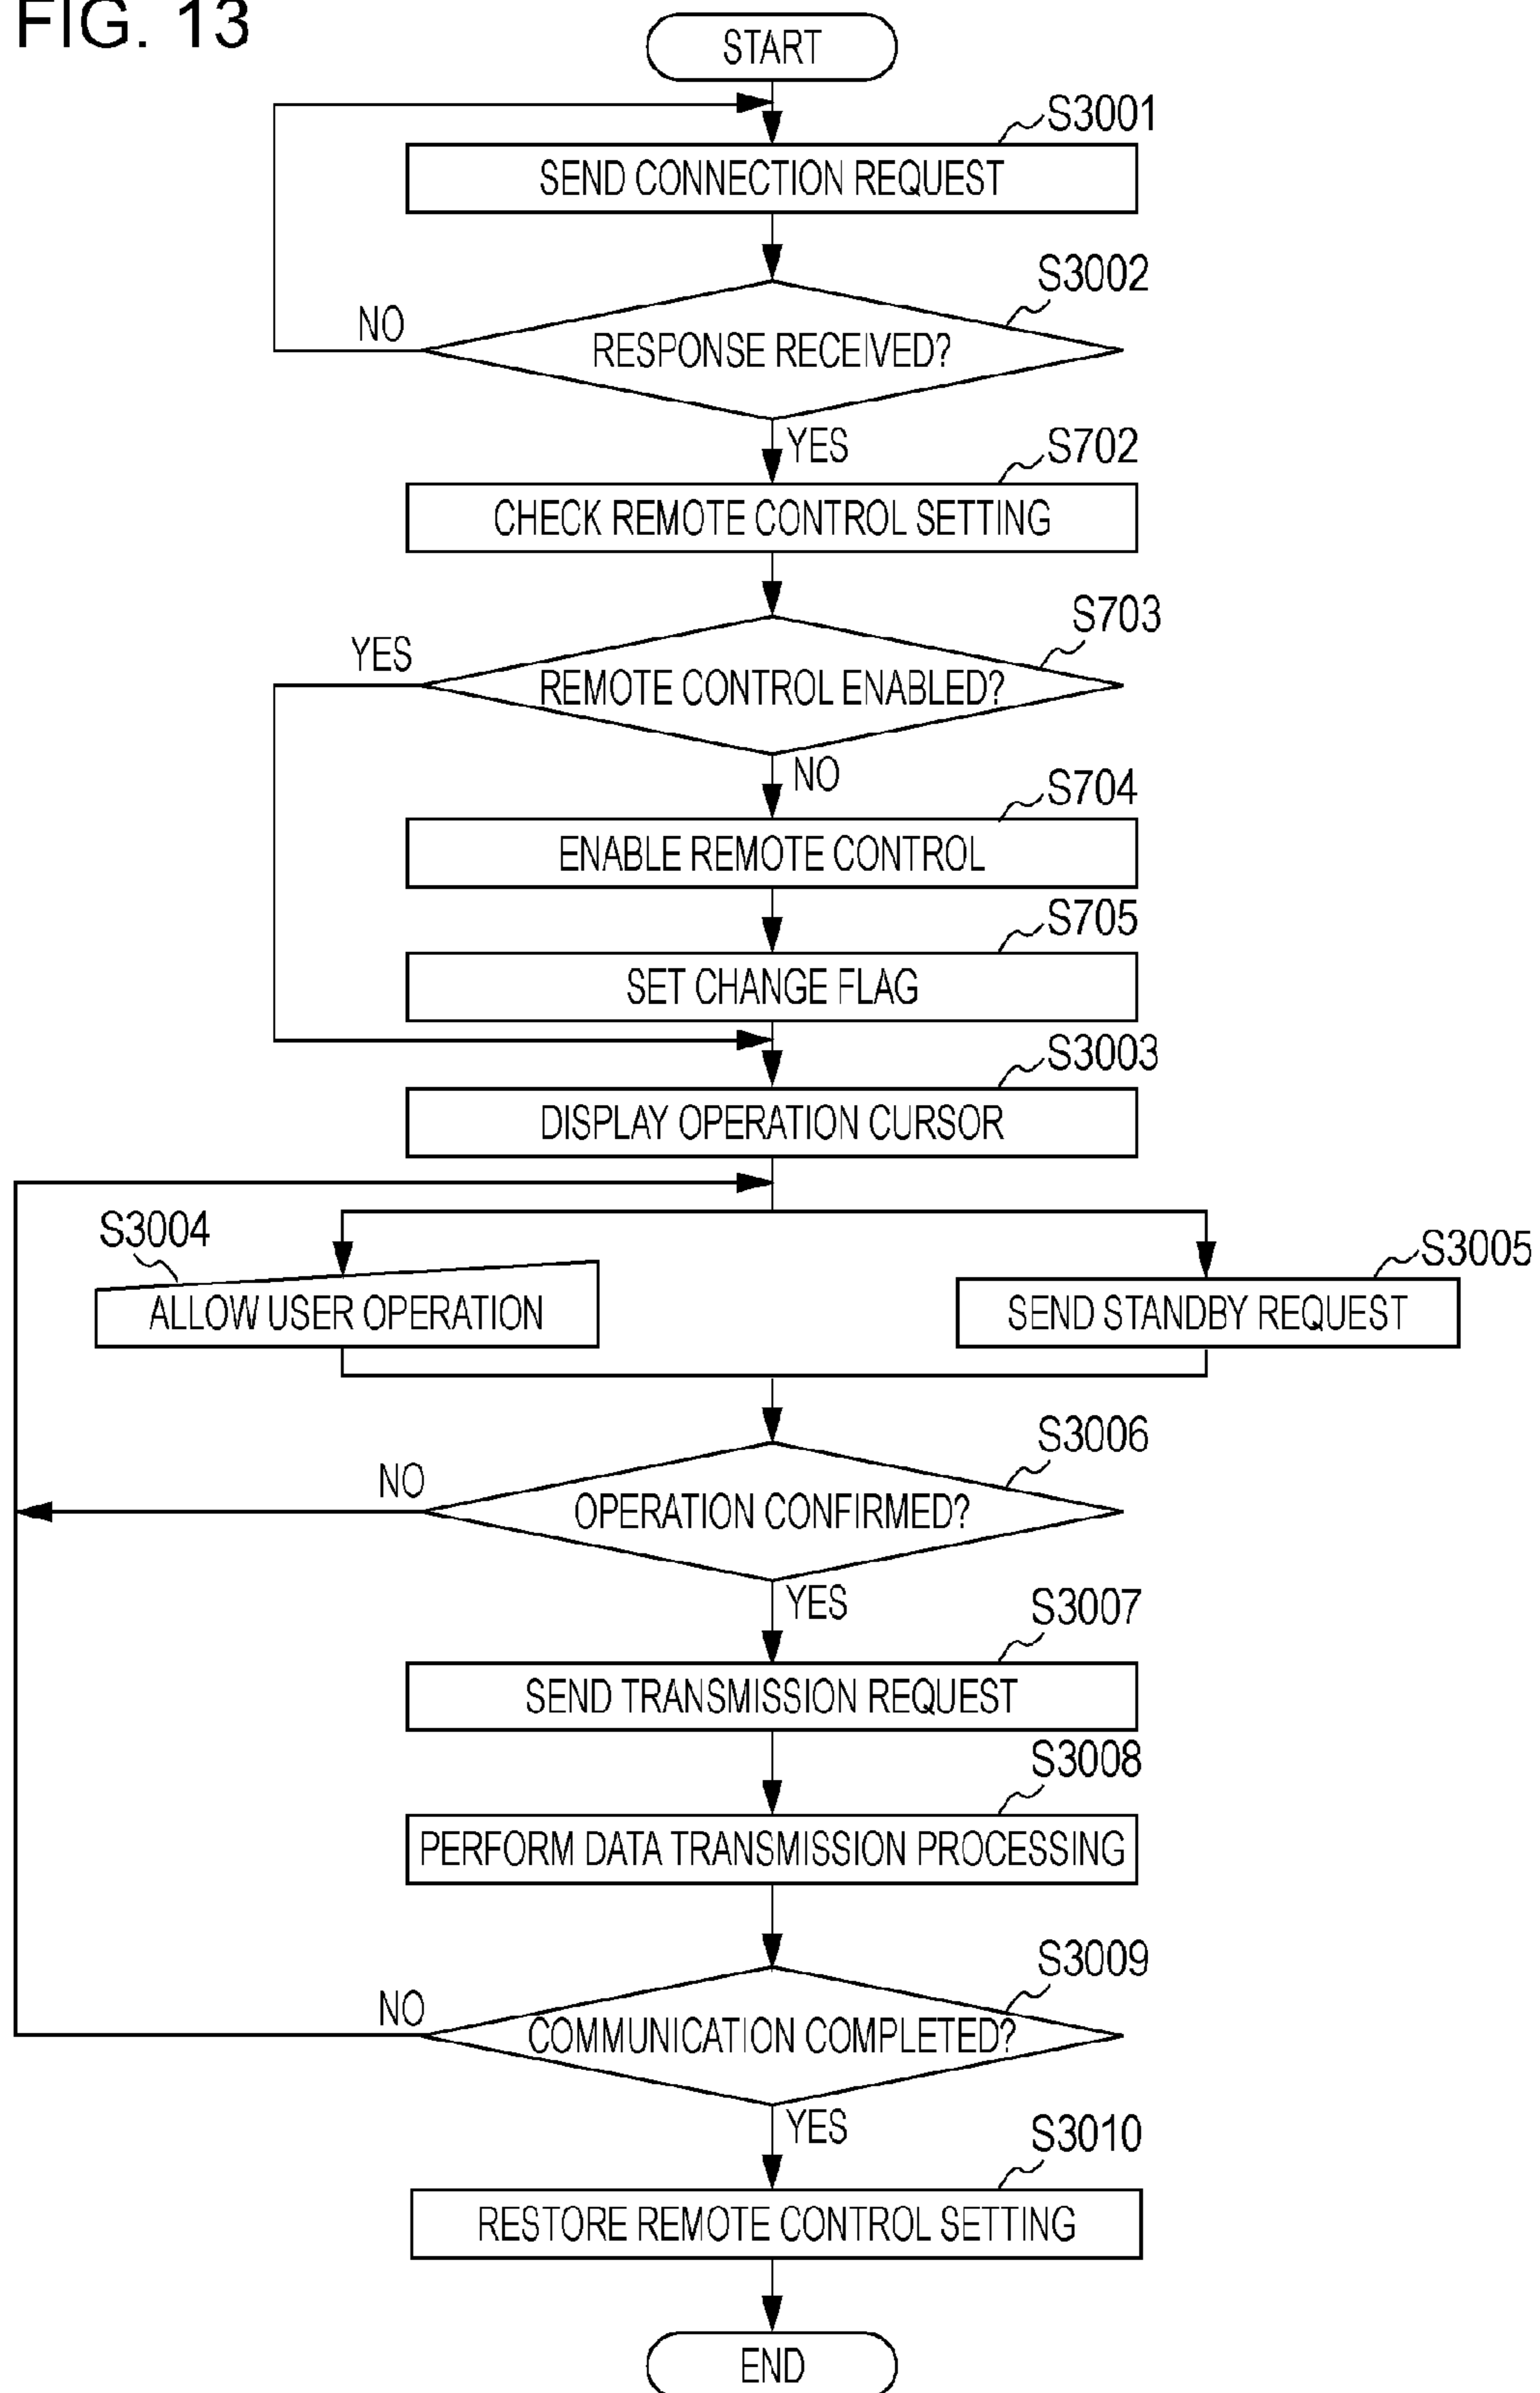 FIG. 13
START
S3001
SEND CONNECTION REQUEST
S3002
NO
RESPONSE RECEIVED?
YES
S702
CHECK REMOTE CONTROL SETTING
S703
YES
REMOTE CONTROL ENABLED?
NO
S704
ENABLE REMOTE CONTROL
S705
SET CHANGE FLAG
S3003
DISPLAY OPERATION CURSOR
S3004
ALLOW USER OPERATION
S3005
SEND STANDBY REQUEST
S3006
NO
OPERATION CONFIRMED?
YES
S3007
SEND TRANSMISSION REQUEST
S3008
PERFORM DATA TRANSMISSION PROCESSING
S3009
NO
COMMUNICATION COMPLETED?
YES
S3010
RESTORE REMOTE CONTROL SETTING
END